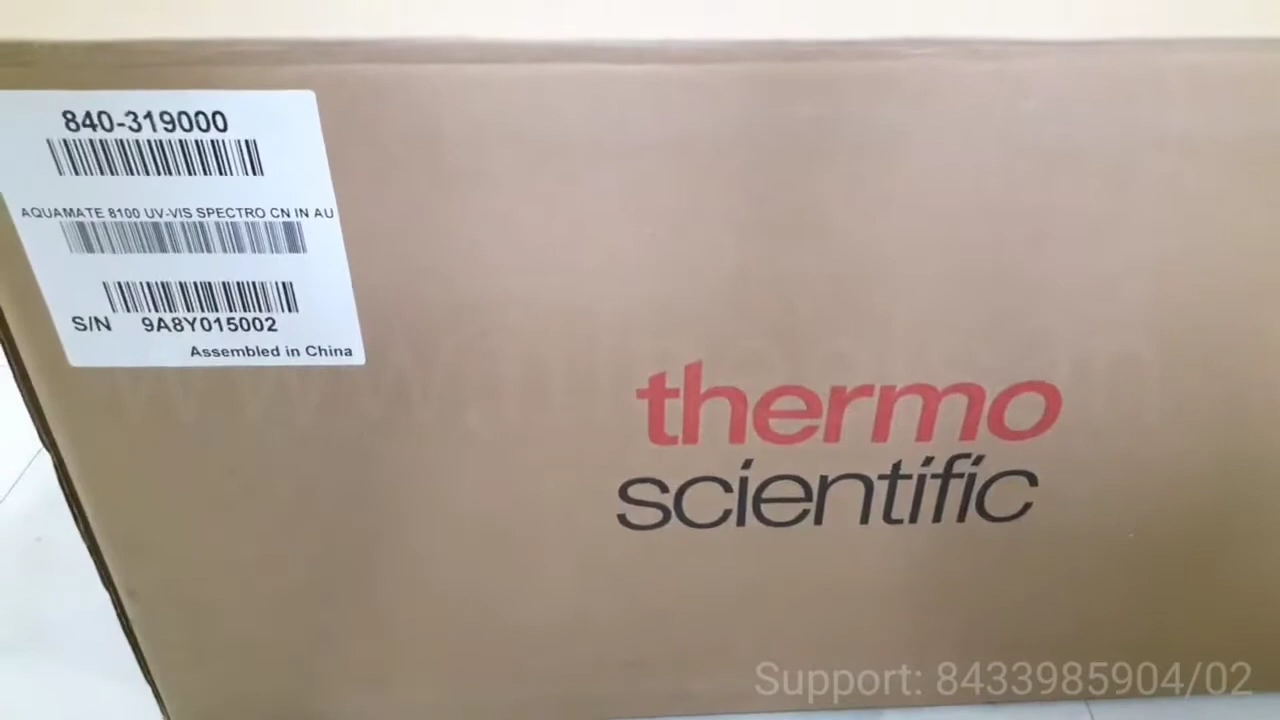 840-319000
AQUAMATE 8100 UV-VIS SPECTRO CN IN AU
S/N 9A8Y015002
Assembled in China
thermo
scientific
Support: 8433985904/02